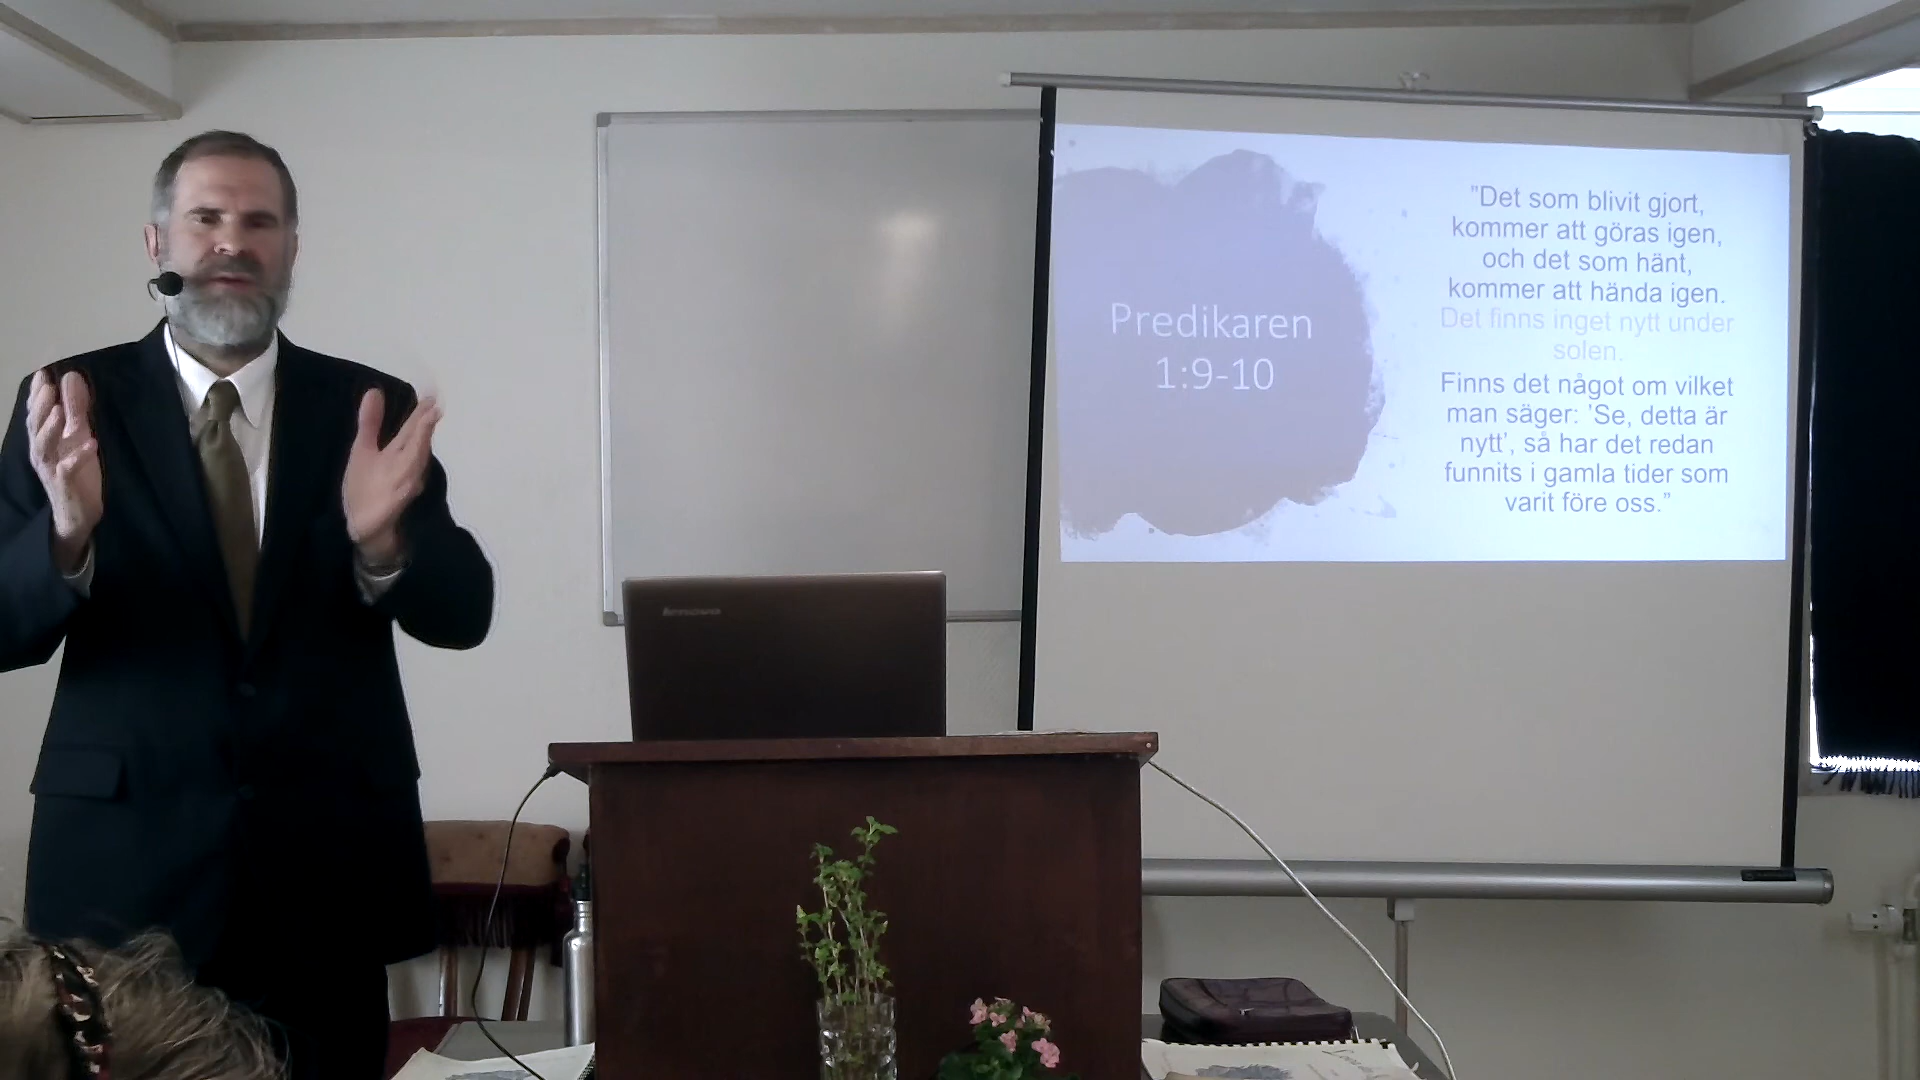 Predikaren
1:9-10
"Det som blivit gjort,
kommer att göras igen,
och det som hänt,
kommer att hända igen.
Det finns inget nytt under
solen.
Finns det något om vilket
man säger: 'Se, detta är
nytt', så har det redan
funnits i gamla tider som
varit före oss."
lenovo